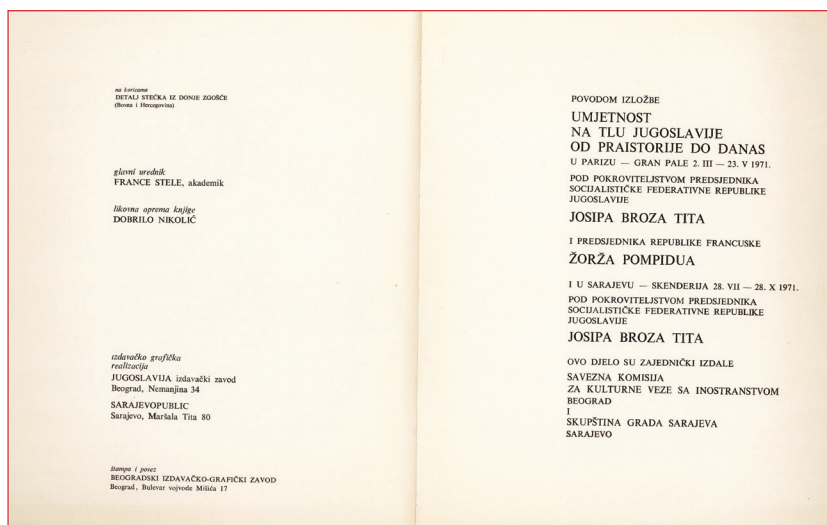 na koricama
DETALJ STEĆKA IZ DONJE ZGOŠĆE
(Bosna i Hercegovina)
glavni urednik
FRANCE STELE, akademik
likovna oprema knjige
DOBRILO NIKOLIĆ
izdavačko grafička
realizacija
JUGOSLAVIJA izdavački zavod
Beograd, Nemanjina 34
SARAJEVOPUBLIC
Sarajevo, Maršala Tita 80
štampa i povez
BEOGRADSKI IZDAVAČKO-GRAFIČKI ZAVOD
Beograd, Bulevar vojvode Mišića 17
POVODOM IZLOŽBE
UMJETNOST
NA TLU JUGOSLAVIJE
OD PRAISTORIJE DO DANAS
U PARIZU — GRAN PALE 2. III — 23. V 1971.
POD POKROVITELJSTVOM PREDSJEDNIKA
SOCIJALISTIČKE FEDERATIVNE REPUBLIKE
JUGOSLAVIJE
JOSIPA BROZA TITA
I PREDSJEDNIKA REPUBLIKE FRANCUSKE
ŽORŽA POMPIDUA
I U SARAJEVU — SKENDERIJA 28. VII — 28. X 1971.
POD POKROVITELJSTVOM PREDSJEDNIKA
SOCIJALISTIČKE FEDERATIVNE REPUBLIKE
JUGOSLAVIJE
JOSIPA BROZA TITA
OVO DJELO SU ZAJEDNIČKI IZDALE
SAVEZNA KOMISIJA
ZA KULTURNE VEZE SA INOSTRANSTVOM
BEOGRAD
I
SKUPŠTINA GRADA SARAJEVA
SARAJEVO